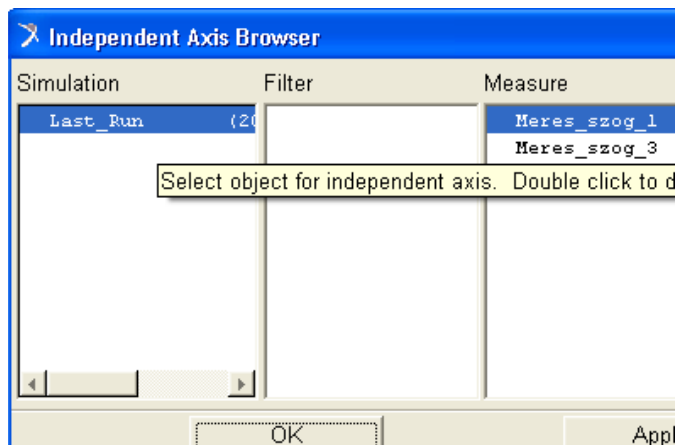 Independent Axis Browser
Simulation Filter Measure
Last_Run (20 Meres_szog_1
Meres_szog_3
Select object for independent axis. Double click to d
OK Appl